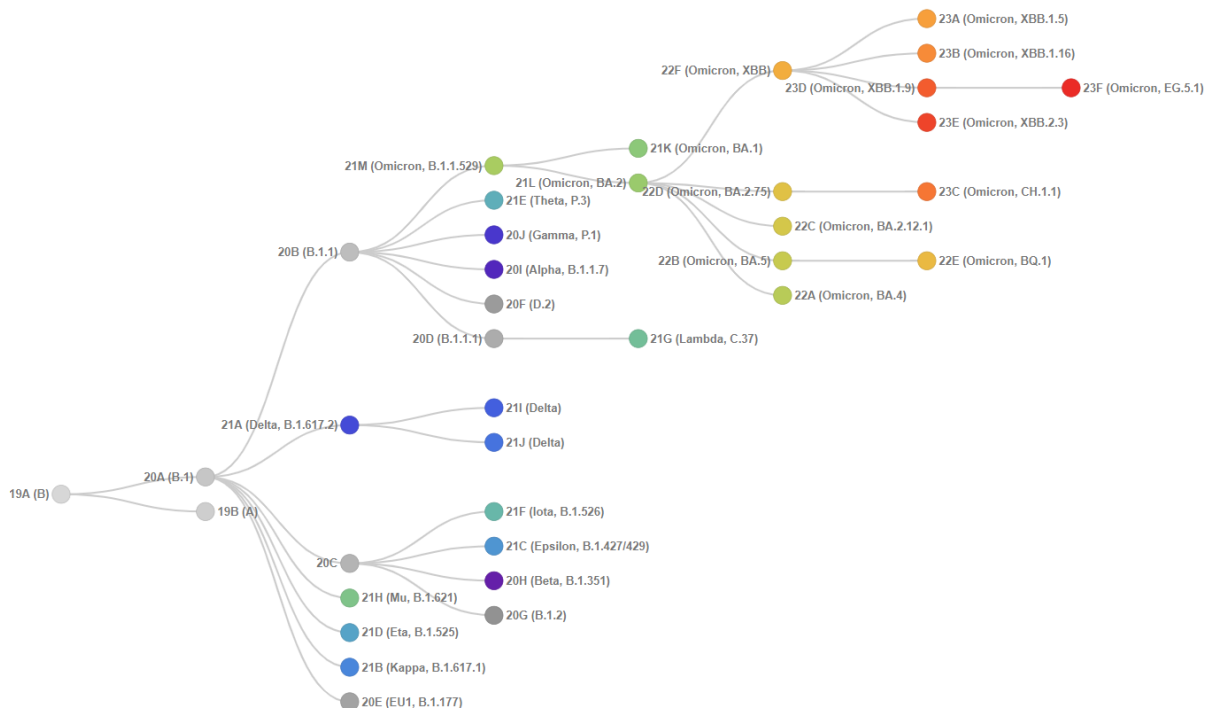 23A (Omicron, XBB.1.5)
23B (Omicron, XBB.1.16)
22F (Omicron, XBB)
23D (Omicron, XBB.1.9)
23F (Omicron, EG.5.1)
23E (Omicron, XBB.2.3)
21K (Omicron, BA.1)
21M (Omicron, B.1.1.529)
21L (Omicron, BA.2)
22D (Omicron, BA.2.75)
23C (Omicron, CH.1.1)
21E (Theta, P.3)
22C (Omicron, BA.2.12.1)
20J (Gamma, P.1)
20B (B.1.1)
22B (Omicron, BA.5)
22E (Omicron, BQ.1)
20I (Alpha, B.1.1.7)
22A (Omicron, BA.4)
20F (D.2)
20D (B.1.1.1)
21G (Lambda, C.37)
21I (Delta)
21A (Delta, B.1.617.2)
21J (Delta)
20A (B.1)
19A (B)
19B (A)
21F (Iota, B.1.526)
21C (Epsilon, B.1.427/429)
20C
20H (Beta, B.1.351)
21H (Mu, B.1.621)
20G (B.1.2)
21D (Eta, B.1.525)
21B (Kappa, B.1.617.1)
20E (EU1, B.1.177)